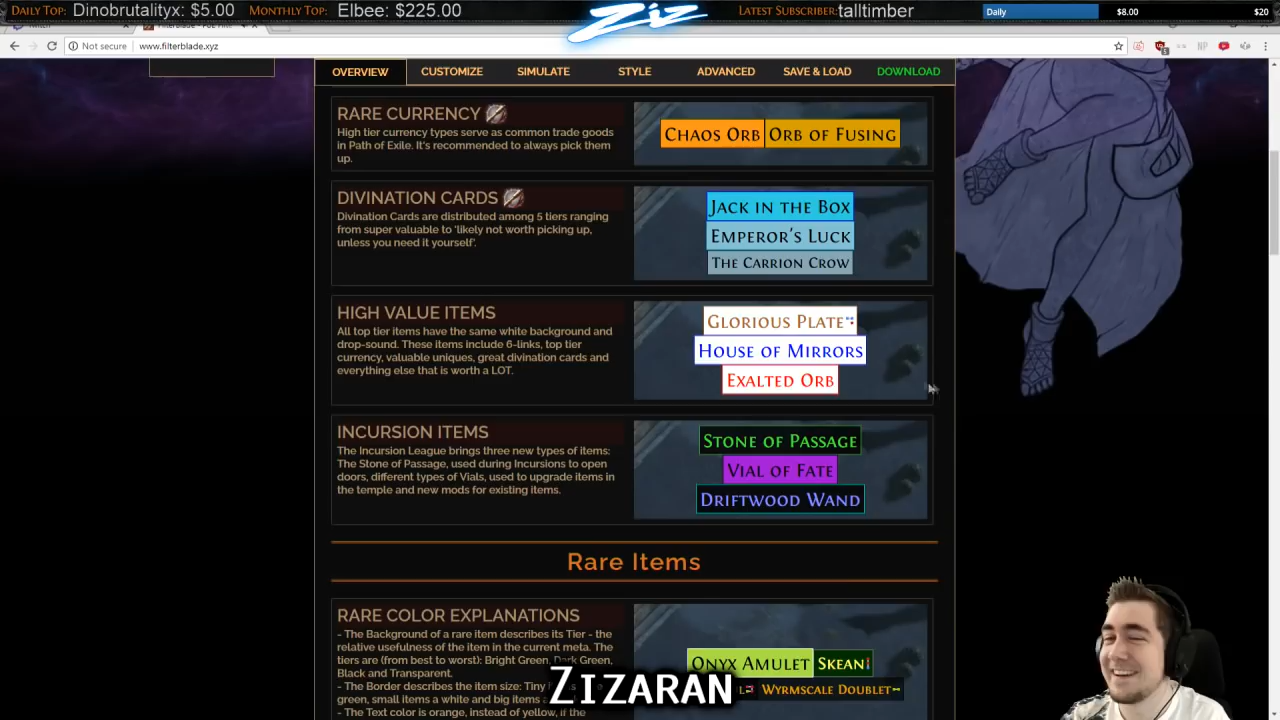 DAILY TOP: Dinobrutalityx: $5.00 MONTHLY TOP: Elbee: $225.00 LATEST SUBSCRIBER: talltimber Daily $8.00 $20
Ziz
Not secure www.filterblade.xyz
OVERVIEW CUSTOMIZE SIMULATE STYLE ADVANCED SAVE & LOAD DOWNLOAD
RARE CURRENCY
High tier currency types serve as common trade goods
in Path of Exile. It's recommended to always pick them
up.
CHAOS ORB ORB OF FUSING
DIVINATION CARDS
Divination Cards are distributed among 5 tiers ranging
from super valuable to 'likely not worth picking up,
unless you need it yourself'.
JACK IN THE BOX
EMPEROR'S LUCK
THE CARRION CROW
HIGH VALUE ITEMS
All top tier items have the same white background and
drop-sound. These items include 6-links, top tier
currency, valuable uniques, great divination cards and
everything else that is worth a LOT.
GLORIOUS PLATE
HOUSE OF MIRRORS
EXALTED ORB
INCURSION ITEMS
The Incursion League brings three new types of items:
The Stone of Passage, used during Incursions to open
doors, different types of Vials, used to upgrade items in
the temple and new mods for existing items.
STONE OF PASSAGE
VIAL OF FATE
DRIFTWOOD WAND
Rare Items
RARE COLOR EXPLANATIONS
- The Background of a rare item describes its Tier - the
relative usefulness of the item in the current meta. The
tiers are (from best to worst): Bright Green, Dark Green,
Black and Transparent.
- The Border describes the item size: Tiny
green, small items a white and big items
- The Text color is orange, instead of yellow, if the
ONYX AMULET SKEAN
WYRMSCALE DOUBLET
ZIZARAN